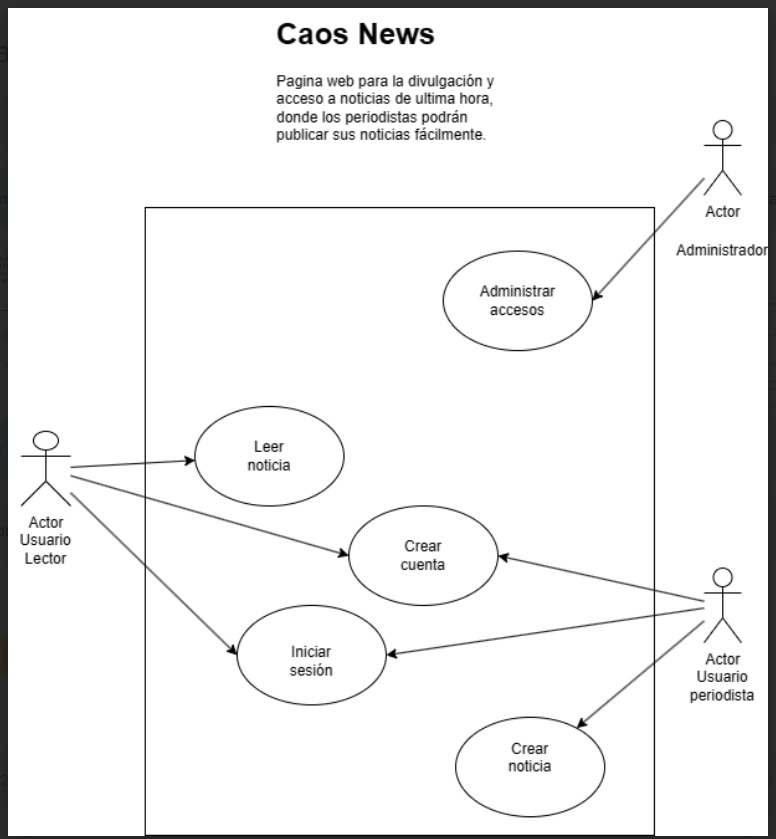 Caos News
Pagina web para la divulgación y
acceso a noticias de ultima hora,
donde los periodistas podrán
publicar sus noticias fácilmente.
Actor
Administrador
Administrar
accesos
Leer
noticia
Actor
Usuario
Lector
Crear
cuenta
Iniciar
sesión
Actor
Usuario
periodista
Crear
noticia